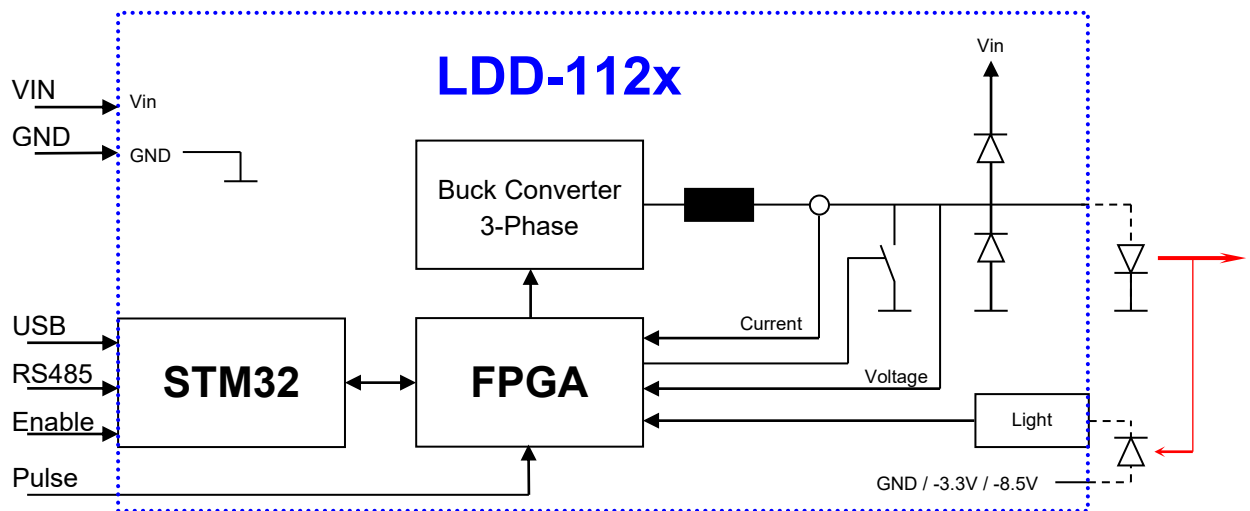 LDD-112x
Vin
VIN
Vin
GND
GND
Buck Converter
3-Phase
USB
RS485
Enable
Pulse
STM32
FPGA
Current
Voltage
Light
GND / -3.3V / -8.5V